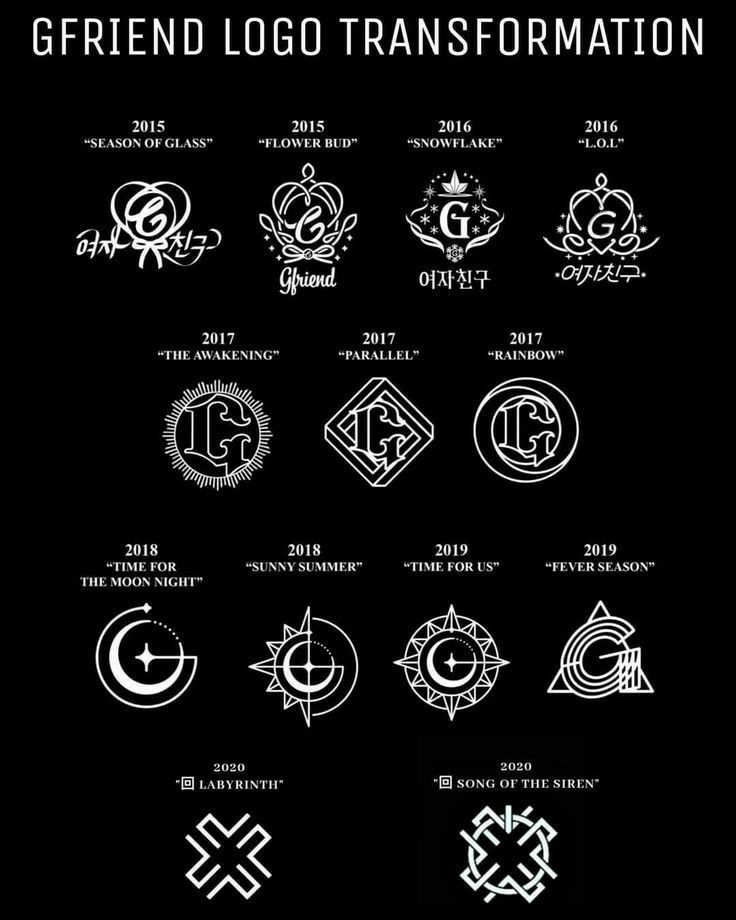 GFRIEND LOGO TRANSFORMATION
2015
“SEASON OF GLASS”
여자친구
2015
“FLOWER BUD”
G
Gfriend
2016
“SNOWFLAKE”
G
G
여자친구
2016
“L.O.L”
G
여자친구
2017
“THE AWAKENING”
G
2017
“PARALLEL”
G
2017
“RAINBOW”
G
2018
“TIME FOR
THE MOON NIGHT”
2018
“SUNNY SUMMER”
2019
“TIME FOR US”
2019
“FEVER SEASON”
G
2020
"回 LABYRINTH"
2020
"回 SONG OF THE SIREN"